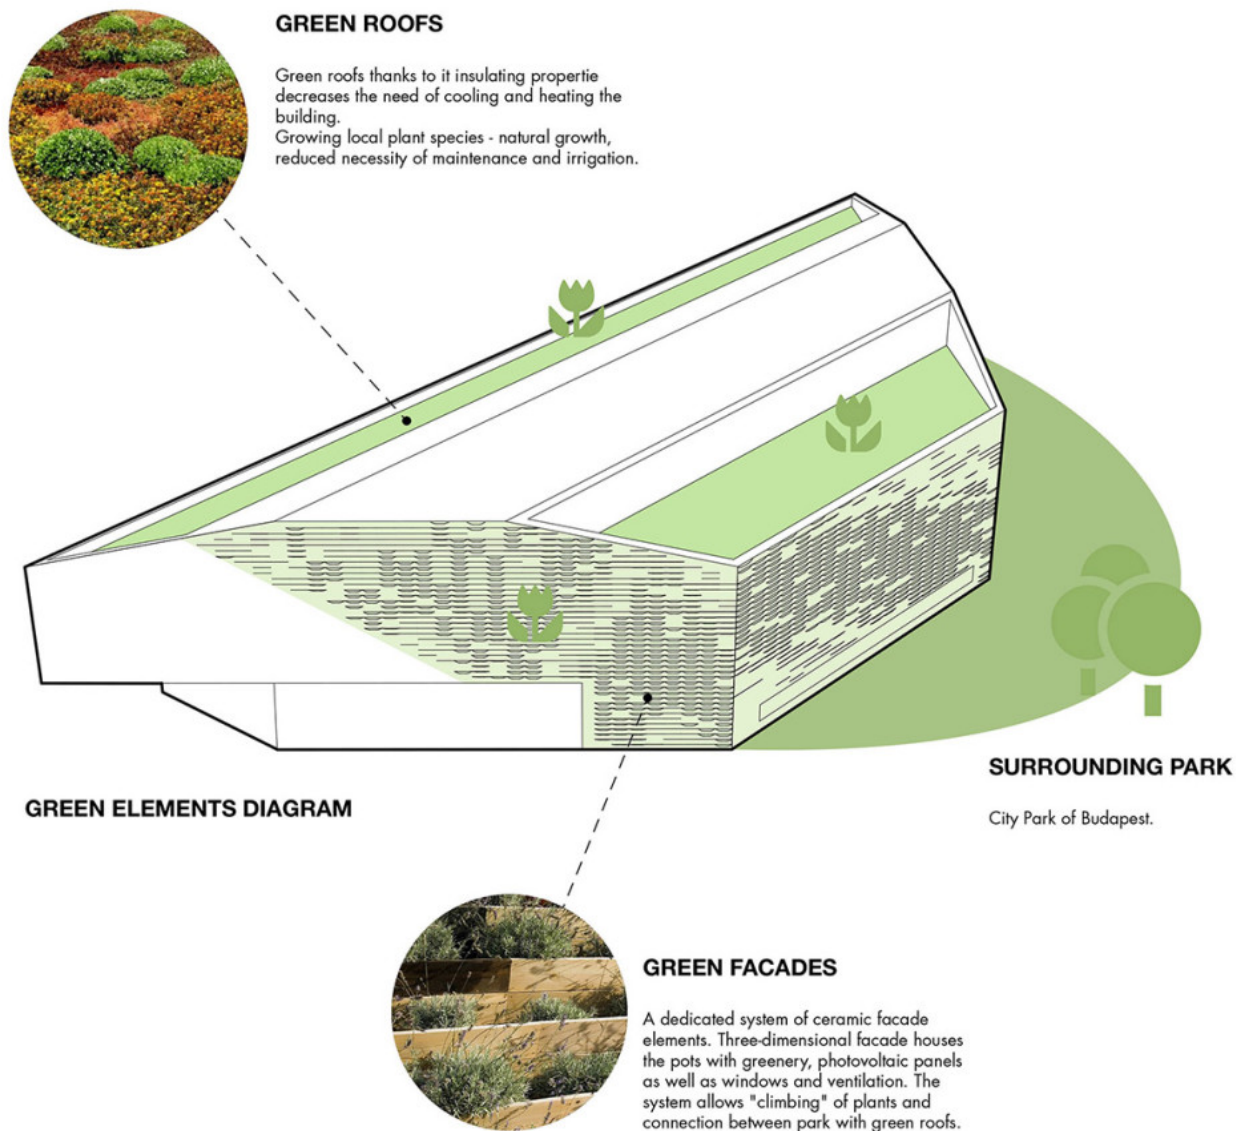 GREEN ROOFS
Green roofs thanks to it insulating propertie
decreases the need of cooling and heating the
building.
Growing local plant species - natural growth,
reduced necessity of maintenance and irrigation.
GREEN ELEMENTS DIAGRAM
SURROUNDING PARK
City Park of Budapest.
GREEN FACADES
A dedicated system of ceramic facade
elements. Three-dimensional facade houses
the pots with greenery, photovoltaic panels
as well as windows and ventilation. The
system allows "climbing" of plants and
connection between park with green roofs.